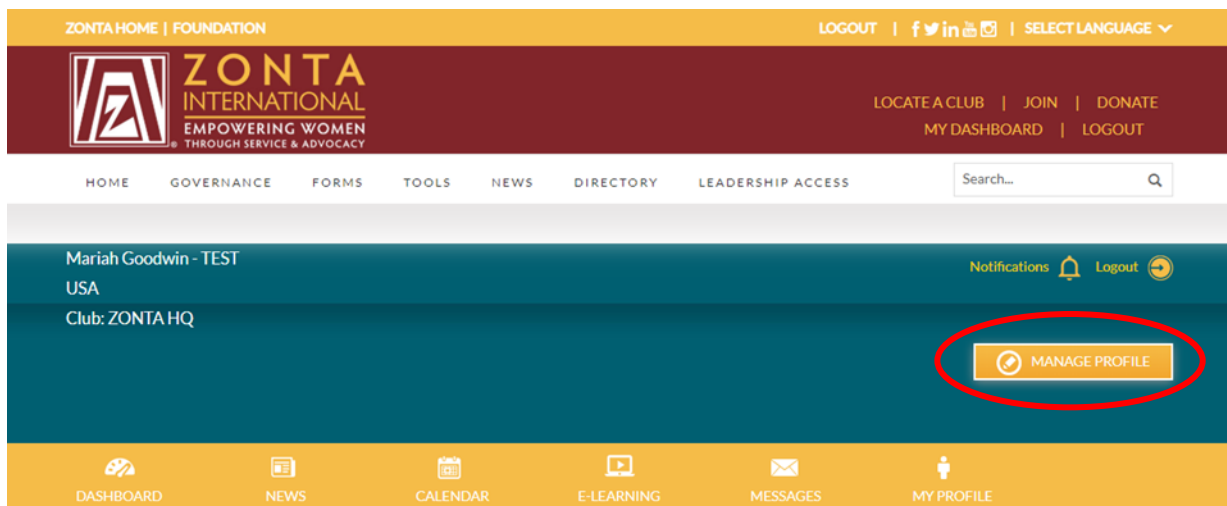 ZONTA HOME | FOUNDATION
LOGOUT | SELECT LANGUAGE
ZONTA
INTERNATIONAL
EMPOWERING WOMEN
THROUGH SERVICE & ADVOCACY
LOCATE A CLUB | JOIN | DONATE
MY DASHBOARD | LOGOUT
HOME GOVERNANCE FORMS TOOLS NEWS DIRECTORY LEADERSHIP ACCESS Search...
Mariah Goodwin - TEST
USA
Club: ZONTA HQ
Notifications Logout
MANAGE PROFILE
DASHBOARD NEWS CALENDAR E-LEARNING MESSAGES MY PROFILE